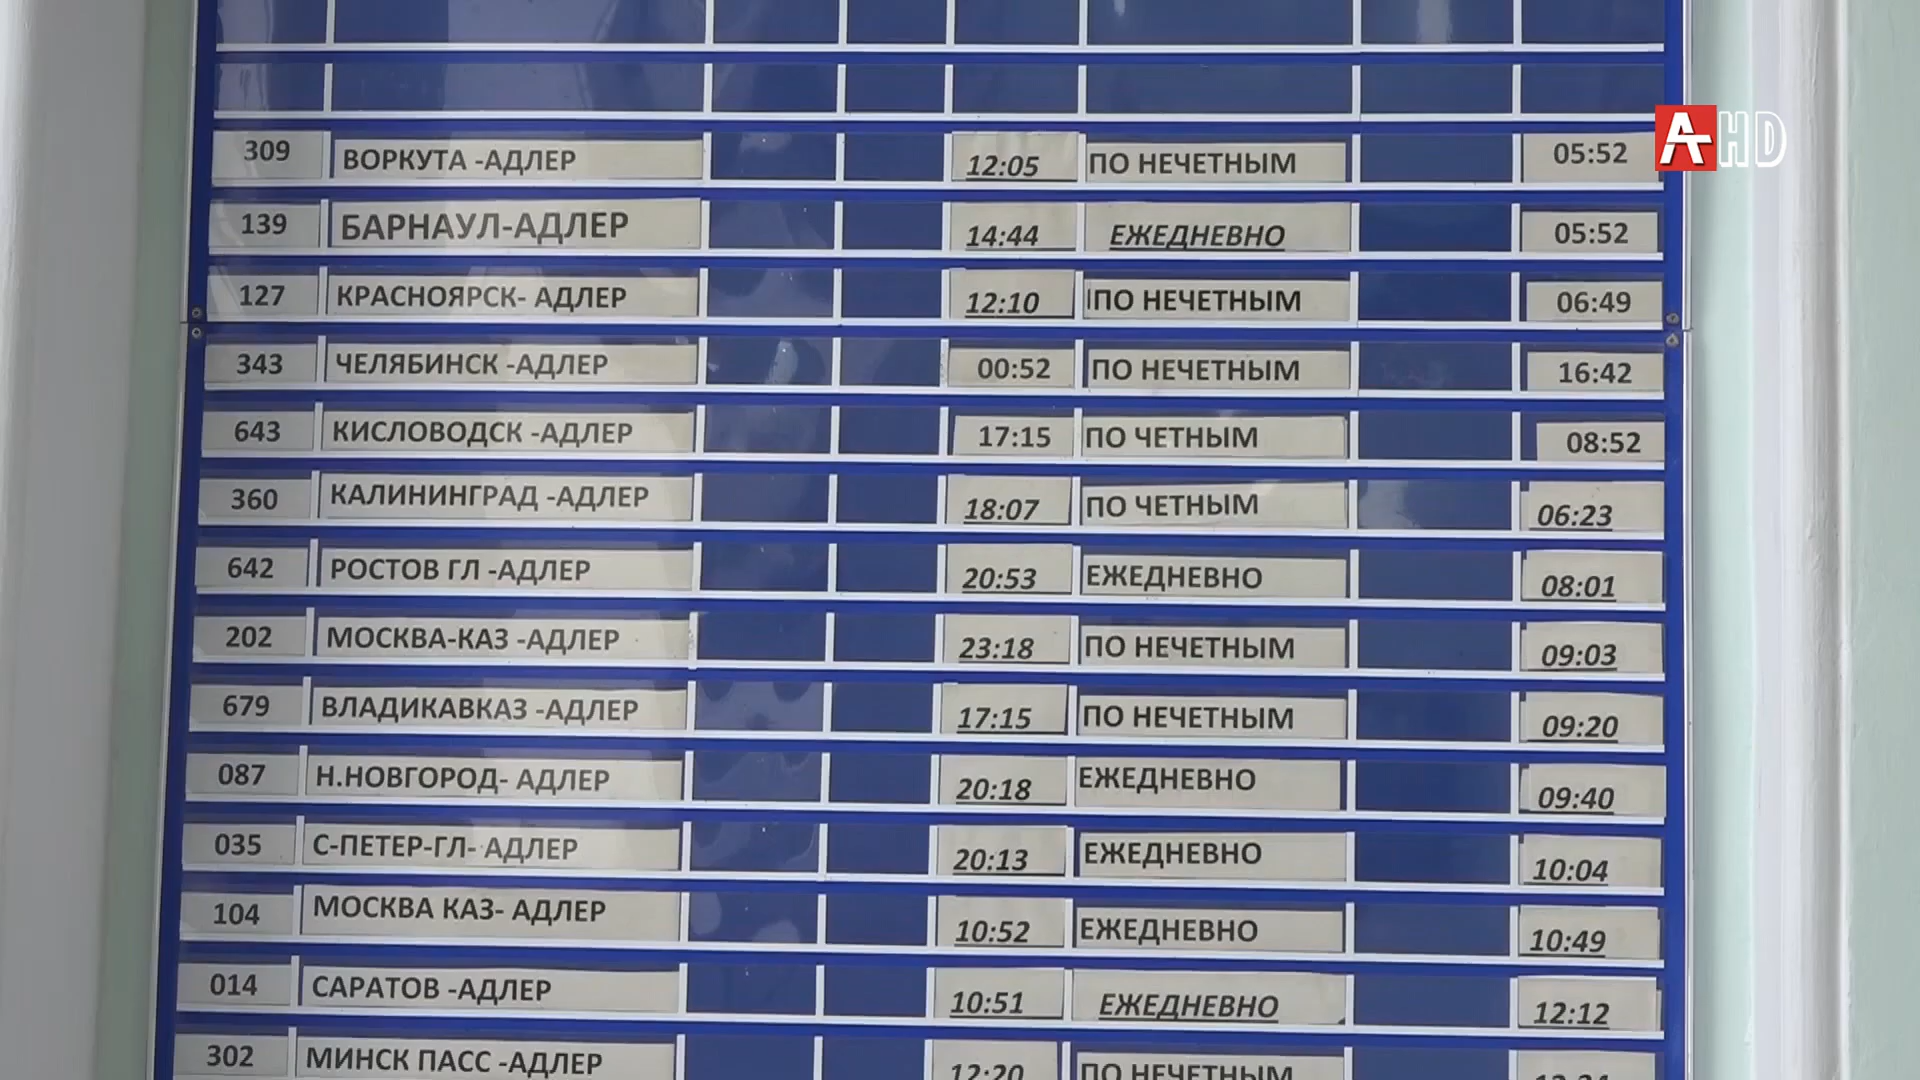 АHD
309 ВОРКУТА -АДЛЕР 12:05 ПО НЕЧЕТНЫМ 05:52
139 БАРНАУЛ-АДЛЕР 14:44 ЕЖЕДНЕВНО 05:52
127 КРАСНОЯРСК- АДЛЕР 12:10 ПО НЕЧЕТНЫМ 06:49
343 ЧЕЛЯБИНСК -АДЛЕР 00:52 ПО НЕЧЕТНЫМ 16:42
643 КИСЛОВОДСК -АДЛЕР 17:15 ПО ЧЕТНЫМ 08:52
360 КАЛИНИНГРАД -АДЛЕР 18:07 ПО ЧЕТНЫМ 06:23
642 РОСТОВ ГЛ -АДЛЕР 20:53 ЕЖЕДНЕВНО 08:01
202 МОСКВА-КАЗ -АДЛЕР 23:18 ПО НЕЧЕТНЫМ 09:03
679 ВЛАДИКАВКАЗ -АДЛЕР 17:15 ПО НЕЧЕТНЫМ 09:20
087 Н.НОВГОРОД- АДЛЕР 20:18 ЕЖЕДНЕВНО 09:40
035 С-ПЕТЕР-ГЛ- АДЛЕР 20:13 ЕЖЕДНЕВНО 10:04
104 МОСКВА КАЗ- АДЛЕР 10:52 ЕЖЕДНЕВНО 10:49
014 САРАТОВ -АДЛЕР 10:51 ЕЖЕДНЕВНО 12:12
302 МИНСК ПАСС -АДЛЕР 12:20 ПО НЕЧЕТНЫМ